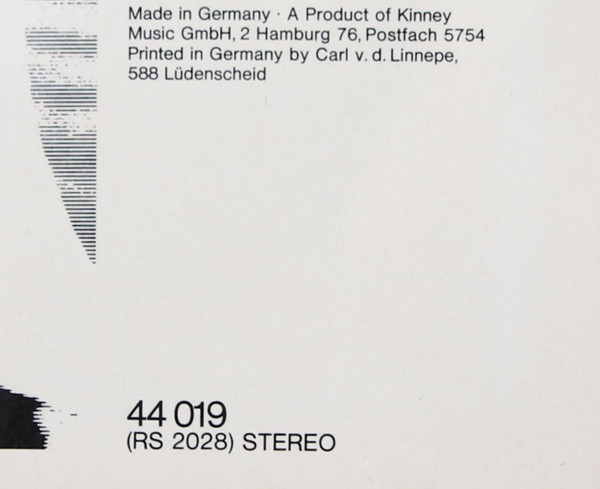 Made in Germany · A Product of Kinney
Music GmbH, 2 Hamburg 76, Postfach 5754
Printed in Germany by Carl v. d. Linnepe,
588 Lüdenscheid
44 019
(RS 2028) STEREO